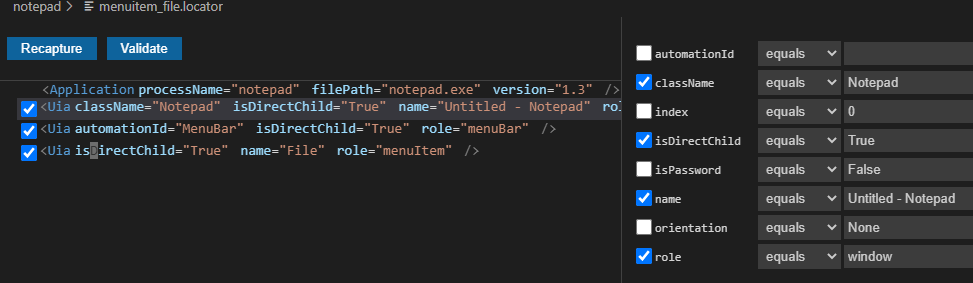 notepad > menuitem_file.locator
Recapture Validate
<Application processName="notepad" filePath="notepad.exe" version="1.3" />
<Uia className="Notepad" isDirectChild="True" name="Untitled - Notepad" rol
<Uia automationId="MenuBar" isDirectChild="True" role="menuBar" />
<Uia isDirectChild="True" name="File" role="menuItem" />
automationId equals
className equals Notepad
index equals 0
isDirectChild equals True
isPassword equals False
name equals Untitled - Notepad
orientation equals None
role equals window